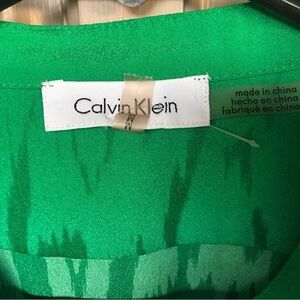 Calvin Klein
made in china
hecho en china
fabriqué en chine